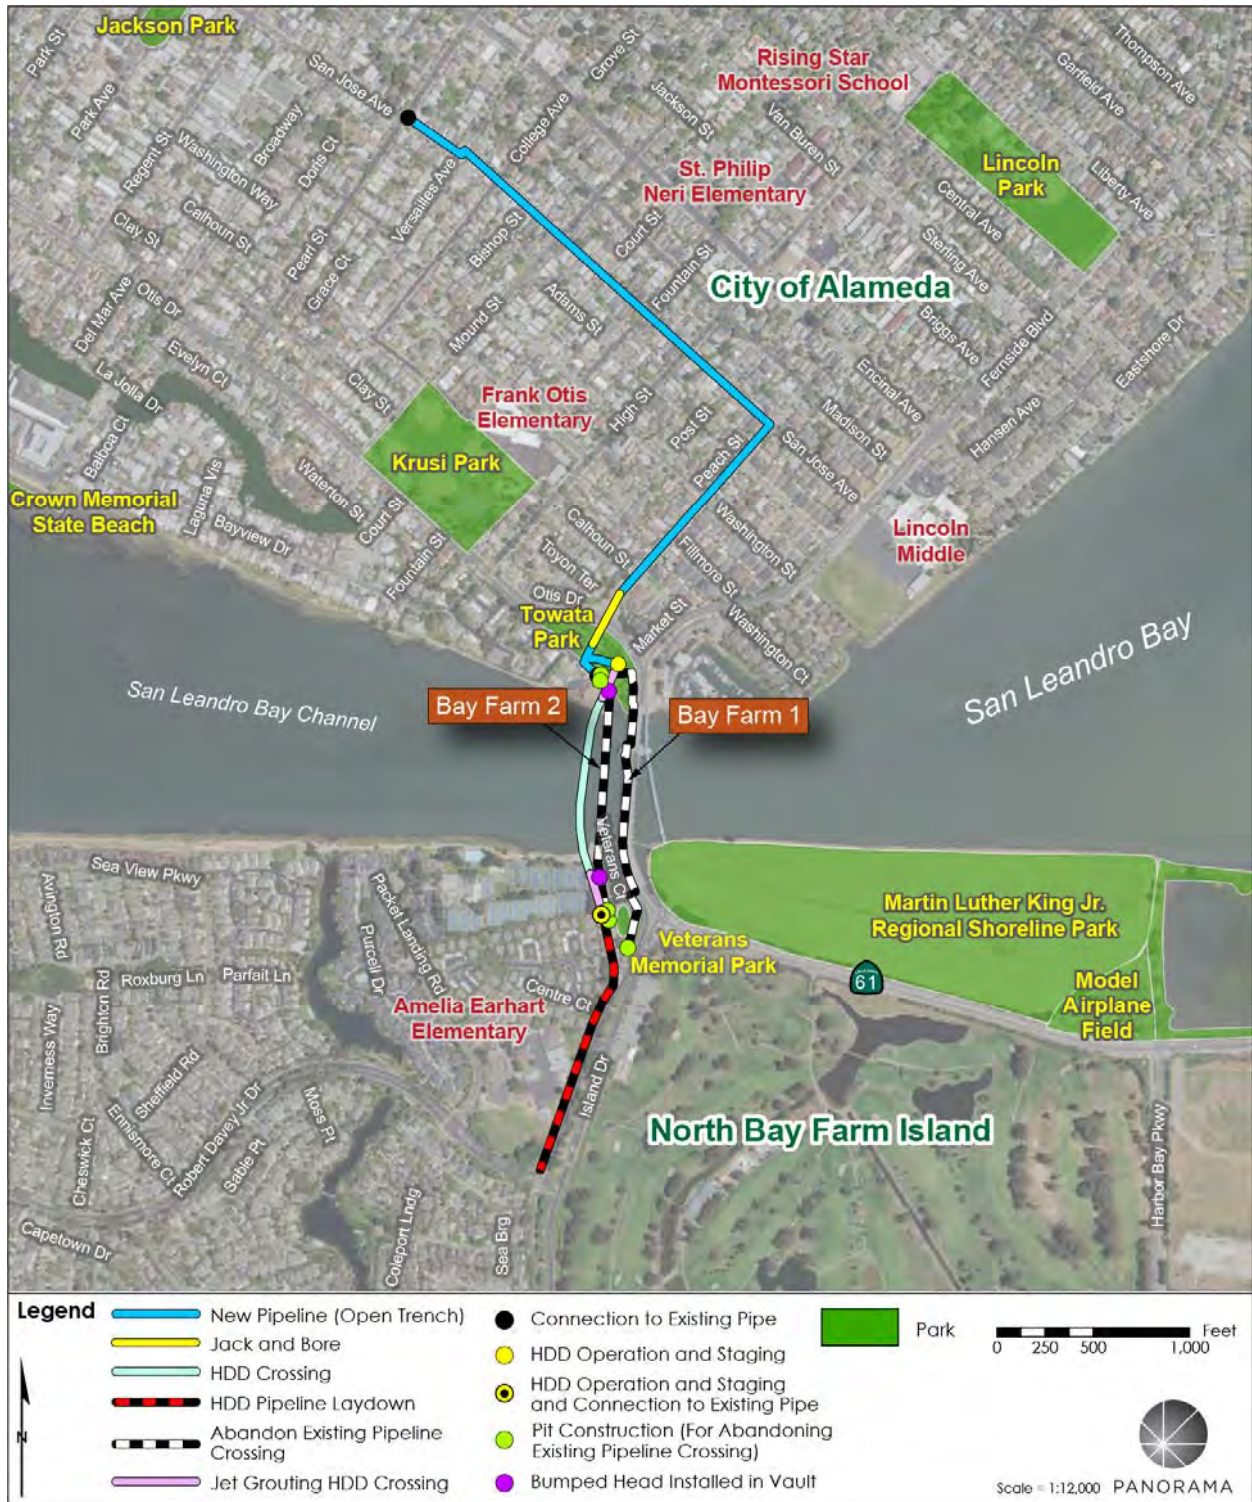 Jackson Park
Park St
San Jose Ave
Grove St
Rising Star
Montessori School
Thompson Ave
Garfield Ave
Park Ave
Broadway
College Ave
Jackson St
Van Buren St
Regent St
Washington Way
Doris Ct
Versailles Ave
St. Philip
Neri Elementary
Lincoln
Park
Liberty Ave
Central Ave
Clay St
Calhoun St
Pearl St
Grace Ct
Bishop St
Court St
Fountain St
Sterling Ave
City of Alameda
Del Mar Ave
Otis Dr
Mound St
Adams St
Briggs Ave
Fernside Blvd
Eastshore Dr
Evelyn Ct
La Jolla Dr
Clay St
Frank Otis
Elementary
High St
Post St
Encinal Ave
Madison St
Hansen Ave
Balboa Ct
Krusi Park
Peach St
San Jose Ave
Crown Memorial
State Beach
Laguna Vis
Waterton St
Court St
Bayview Dr
Fountain St
Calhoun St
Toyon Ter
Fillmore St
Washington St
Lincoln
Middle
Otis Dr
Towata
Park
Market St
Washington Ct
San Leandro Bay
San Leandro Bay Channel
Bay Farm 2
Bay Farm 1
Veterans Ct
Sea View Pkwy
Avington Rd
Packet Landing Rd
Purcell Dr
Martin Luther King Jr.
Regional Shoreline Park
Veterans
Memorial Park
61
Model
Airplane
Field
Roxburg Ln
Parfait Ln
Brighton Rd
Inverness Way
Centre Ct
Amelia Earhart
Elementary
Sheffield Rd
Ennismore Ct
Robert Davey Jr Dr
Moss Pt
Sable Pt
Cheswick Ct
Island Dr
North Bay Farm Island
Harbor Bay Pkwy
Capetown Dr
Coleport Lndg
Sea Brg
Legend
New Pipeline (Open Trench)
Jack and Bore
HDD Crossing
HDD Pipeline Laydown
Abandon Existing Pipeline
Crossing
Jet Grouting HDD Crossing
Connection to Existing Pipe
HDD Operation and Staging
HDD Operation and Staging
and Connection to Existing Pipe
Pit Construction (For Abandoning
Existing Pipeline Crossing)
Bumped Head Installed in Vault
Park
Feet
0 250 500 1,000
N
Scale = 1:12,000
PANORAMA